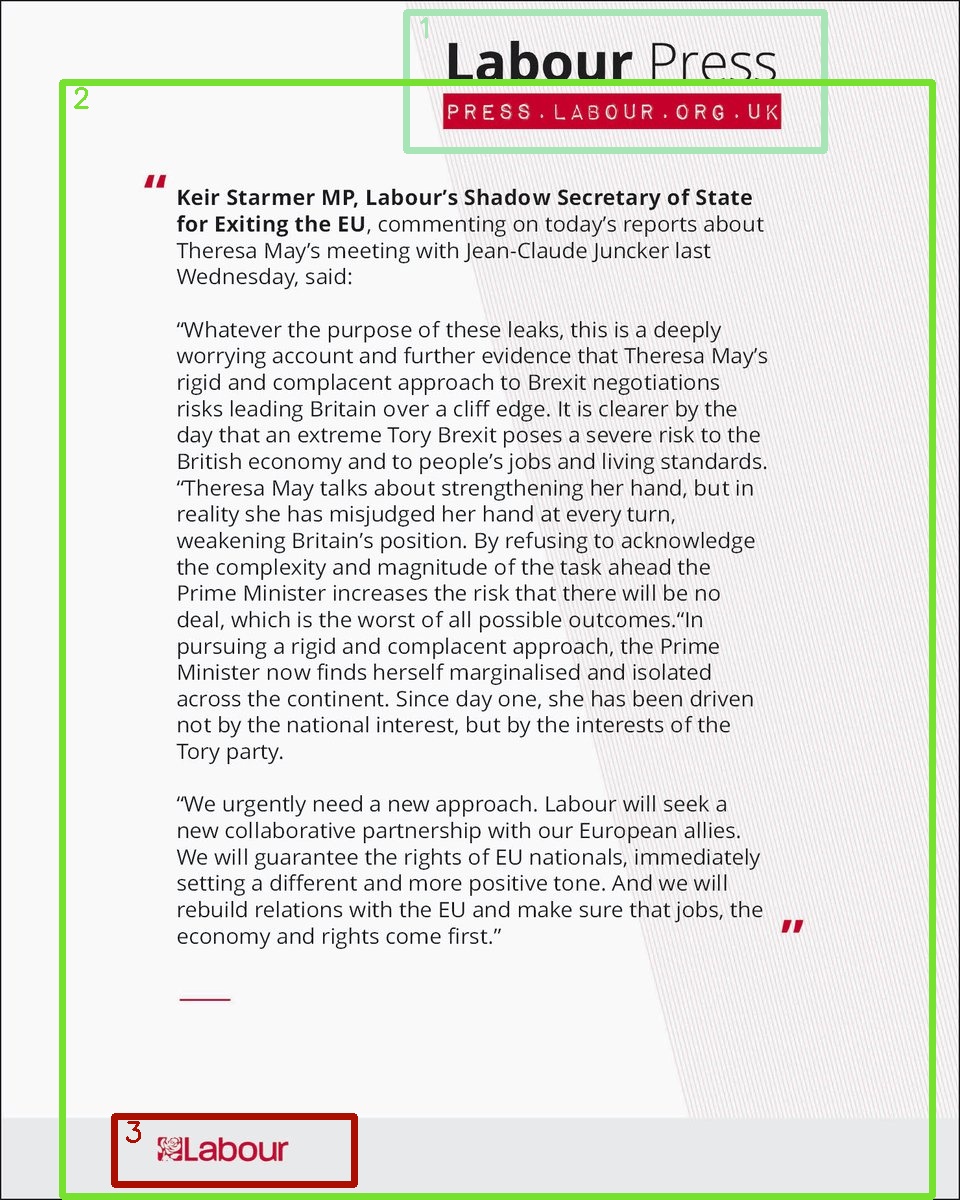 Labour Press
PRESS.LABOUR.ORG.UK
“
Keir Starmer MP, Labour’s Shadow Secretary of State
for Exiting the EU, commenting on today’s reports about
Theresa May’s meeting with Jean-Claude Juncker last
Wednesday, said:
“Whatever the purpose of these leaks, this is a deeply
worrying account and further evidence that Theresa May’s
rigid and complacent approach to Brexit negotiations
risks leading Britain over a cliff edge. It is clearer by the
day that an extreme Tory Brexit poses a severe risk to the
British economy and to people’s jobs and living standards.
“Theresa May talks about strengthening her hand, but in
reality she has misjudged her hand at every turn,
weakening Britain’s position. By refusing to acknowledge
the complexity and magnitude of the task ahead the
Prime Minister increases the risk that there will be no
deal, which is the worst of all possible outcomes.“In
pursuing a rigid and complacent approach, the Prime
Minister now finds herself marginalised and isolated
across the continent. Since day one, she has been driven
not by the national interest, but by the interests of the
Tory party.
“We urgently need a new approach. Labour will seek a
new collaborative partnership with our European allies.
We will guarantee the rights of EU nationals, immediately
setting a different and more positive tone. And we will
rebuild relations with the EU and make sure that jobs, the
economy and rights come first.”
”
Labour
1
2
3